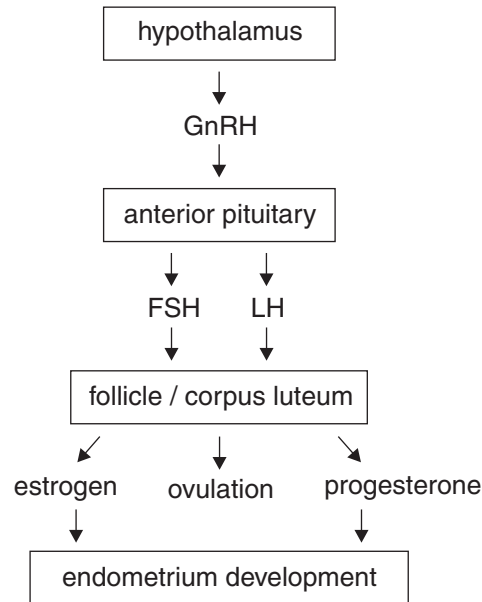 hypothalamus
GnRH
anterior pituitary
FSH LH
follicle / corpus luteum
estrogen ovulation progesterone
endometrium development